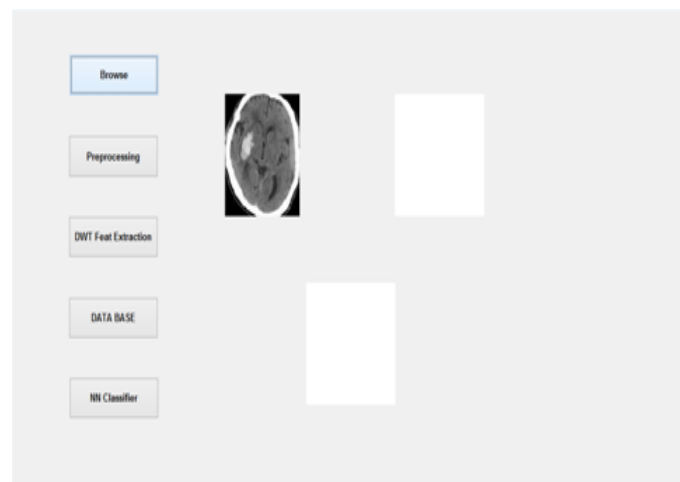 Browse
Preprocessing
DWT Feat Extraction
DATA BASE
NN Classifier